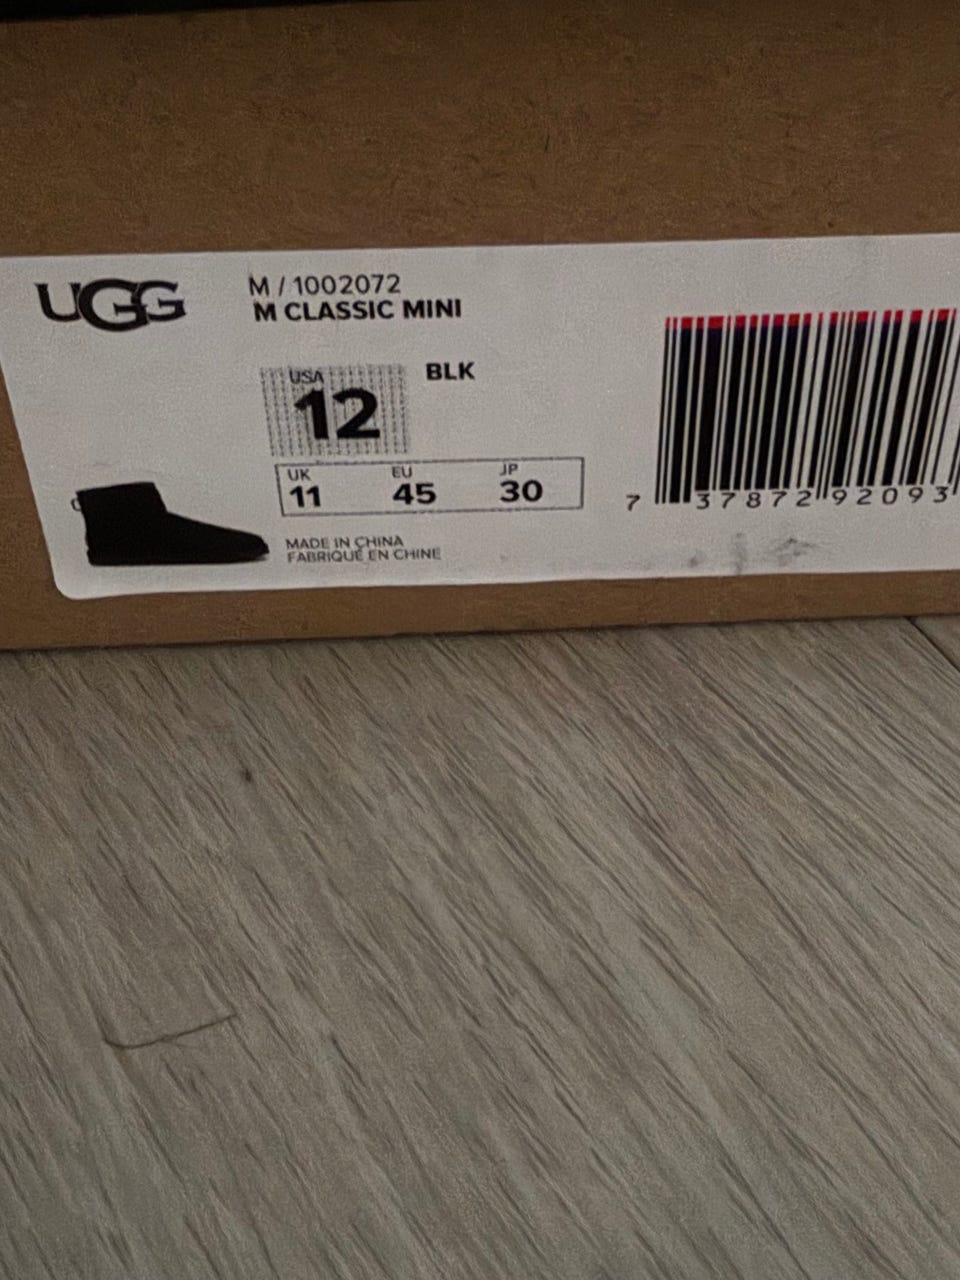 UGG
M / 1002072
M CLASSIC MINI
USA
12
BLK
UK EU JP
11 45 30
MADE IN CHINA
FABRIQUÉ EN CHINE
7 37872 92093